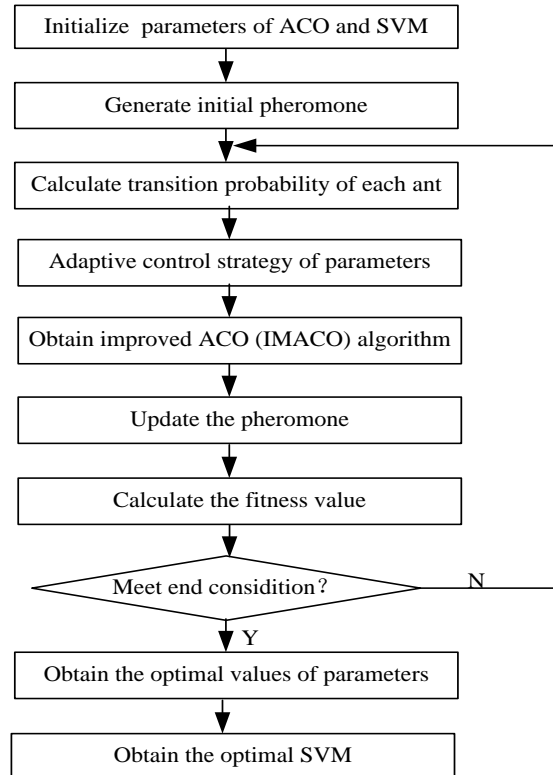 Initialize parameters of ACO and SVM
Generate initial pheromone
Calculate transition probability of each ant
Adaptive control strategy of parameters
Obtain improved ACO (IMACO) algorithm
Update the pheromone
Calculate the fitness value
Meet end considition？
N
Y
Obtain the optimal values of parameters
Obtain the optimal SVM